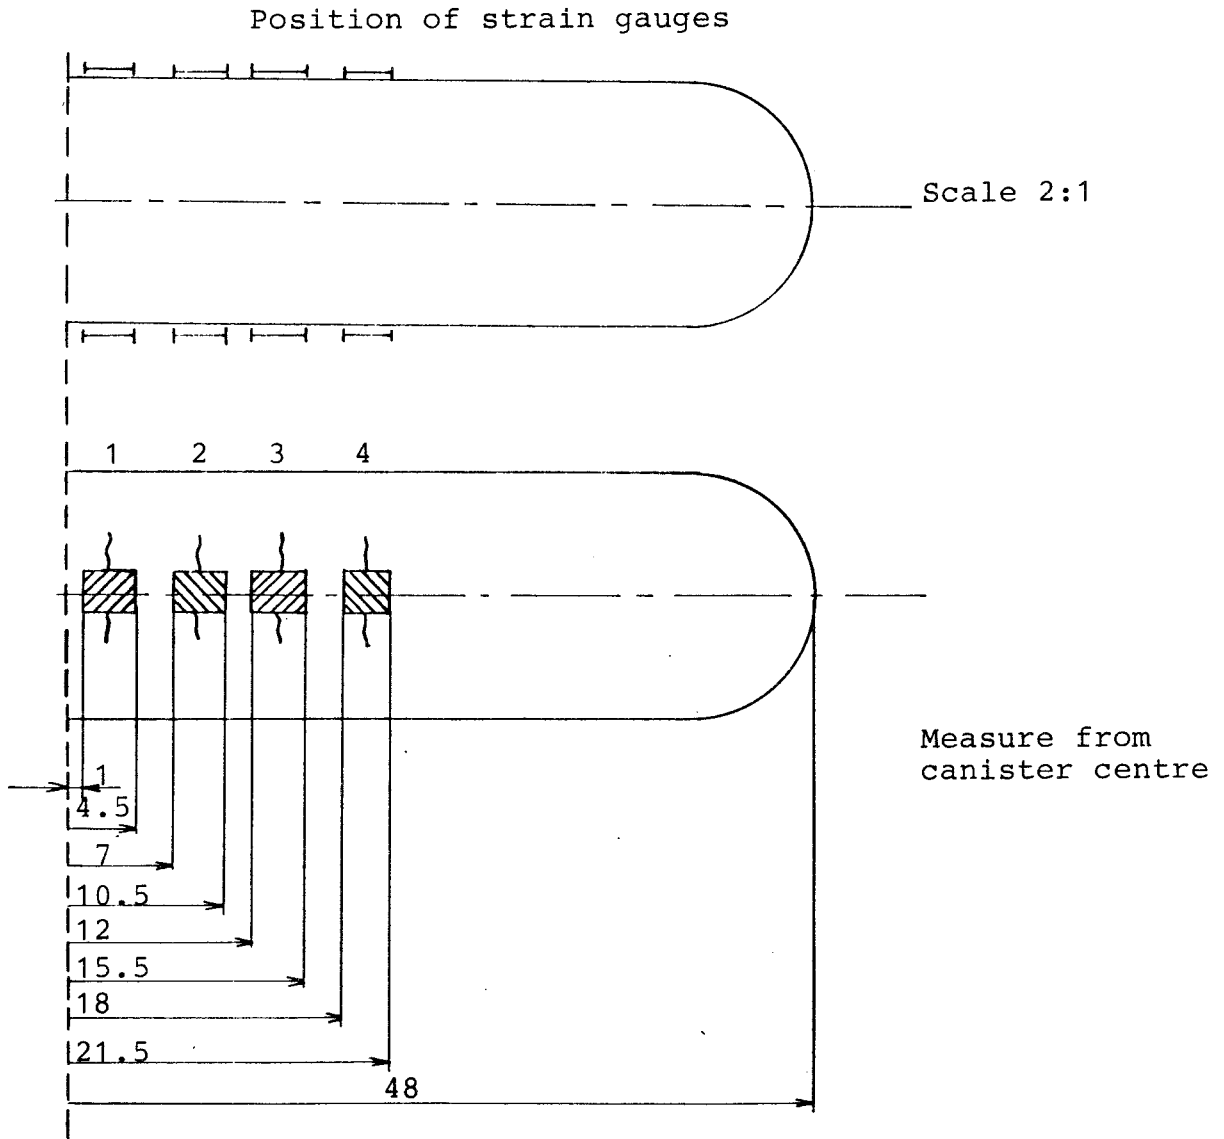 Position of strain gauges
Scale 2:1
1 2 3 4
Measure from
canister centre
1
4.5
7
10.5
12
15.5
18
21.5
48